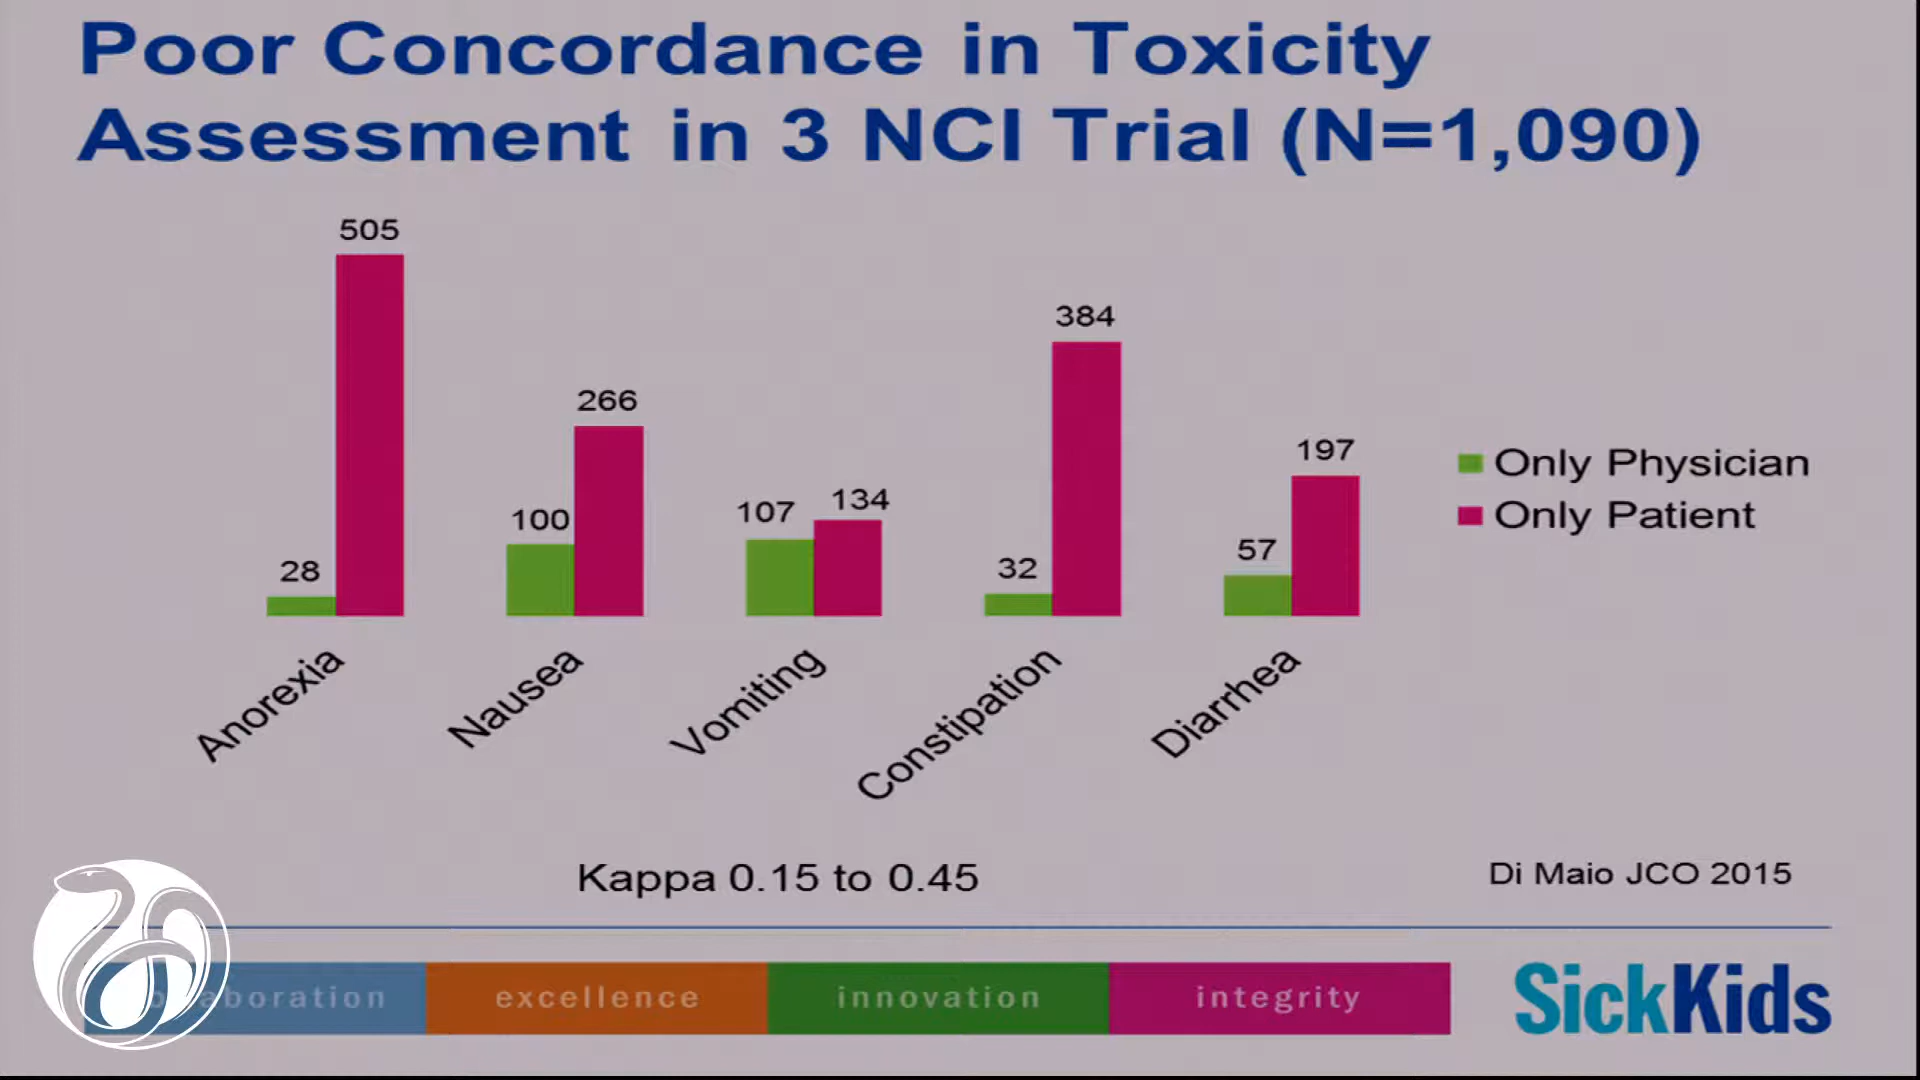 Poor Concordance in Toxicity
Assessment in 3 NCI Trial (N=1,090)
505
28
266
100
107
134
384
32
197
57
Only Physician
Only Patient
Anorexia
Nausea
Vomiting
Constipation
Diarrhea
Kappa 0.15 to 0.45
Di Maio JCO 2015
excellence
innovation
integrity
SickKids